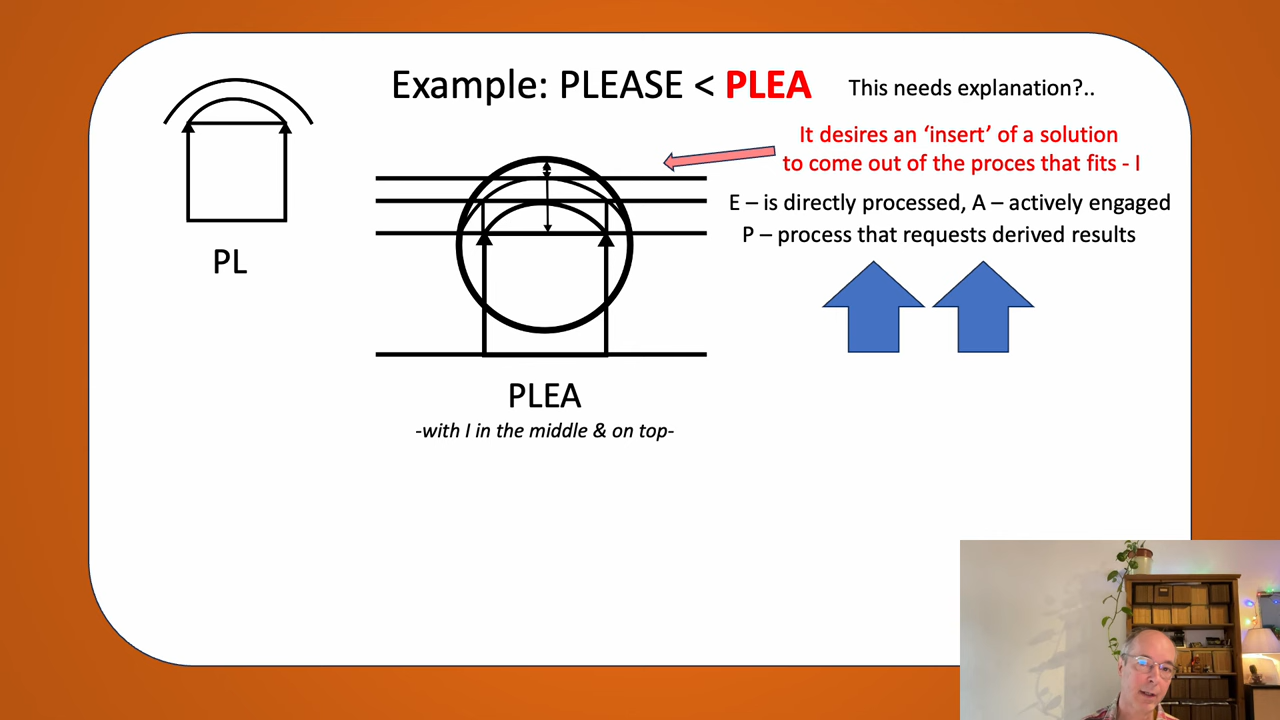 Example: PLEASE < PLEA
This needs explanation?..
It desires an ‘insert’ of a solution
to come out of the proces that fits - I
E – is directly processed, A – actively engaged
P – process that requests derived results
PL
PLEA
-with I in the middle & on top-